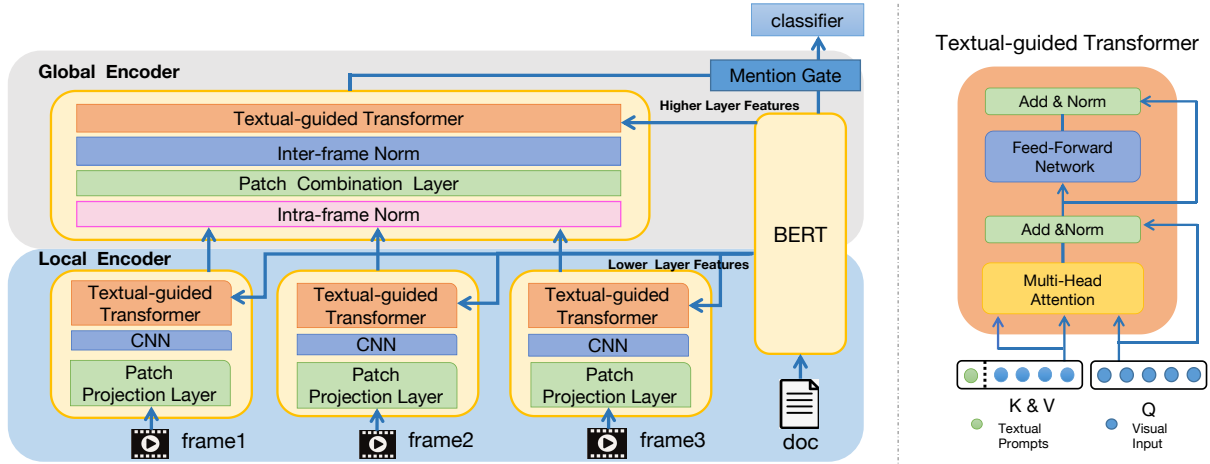 classifier
Global Encoder
Mention Gate
Higher Layer Features
Textual-guided Transformer
Inter-frame Norm
Patch Combination Layer
Intra-frame Norm
BERT
Local Encoder
Lower Layer Features
Textual-guided
Transformer
CNN
Patch
Projection Layer
frame1
Textual-guided
Transformer
CNN
Patch
Projection Layer
frame2
Textual-guided
Transformer
CNN
Patch
Projection Layer
frame3
doc
Textual-guided Transformer
Add & Norm
Feed-Forward
Network
Add &Norm
Multi-Head
Attention
K & V
Q
Textual
Prompts
Visual
Input